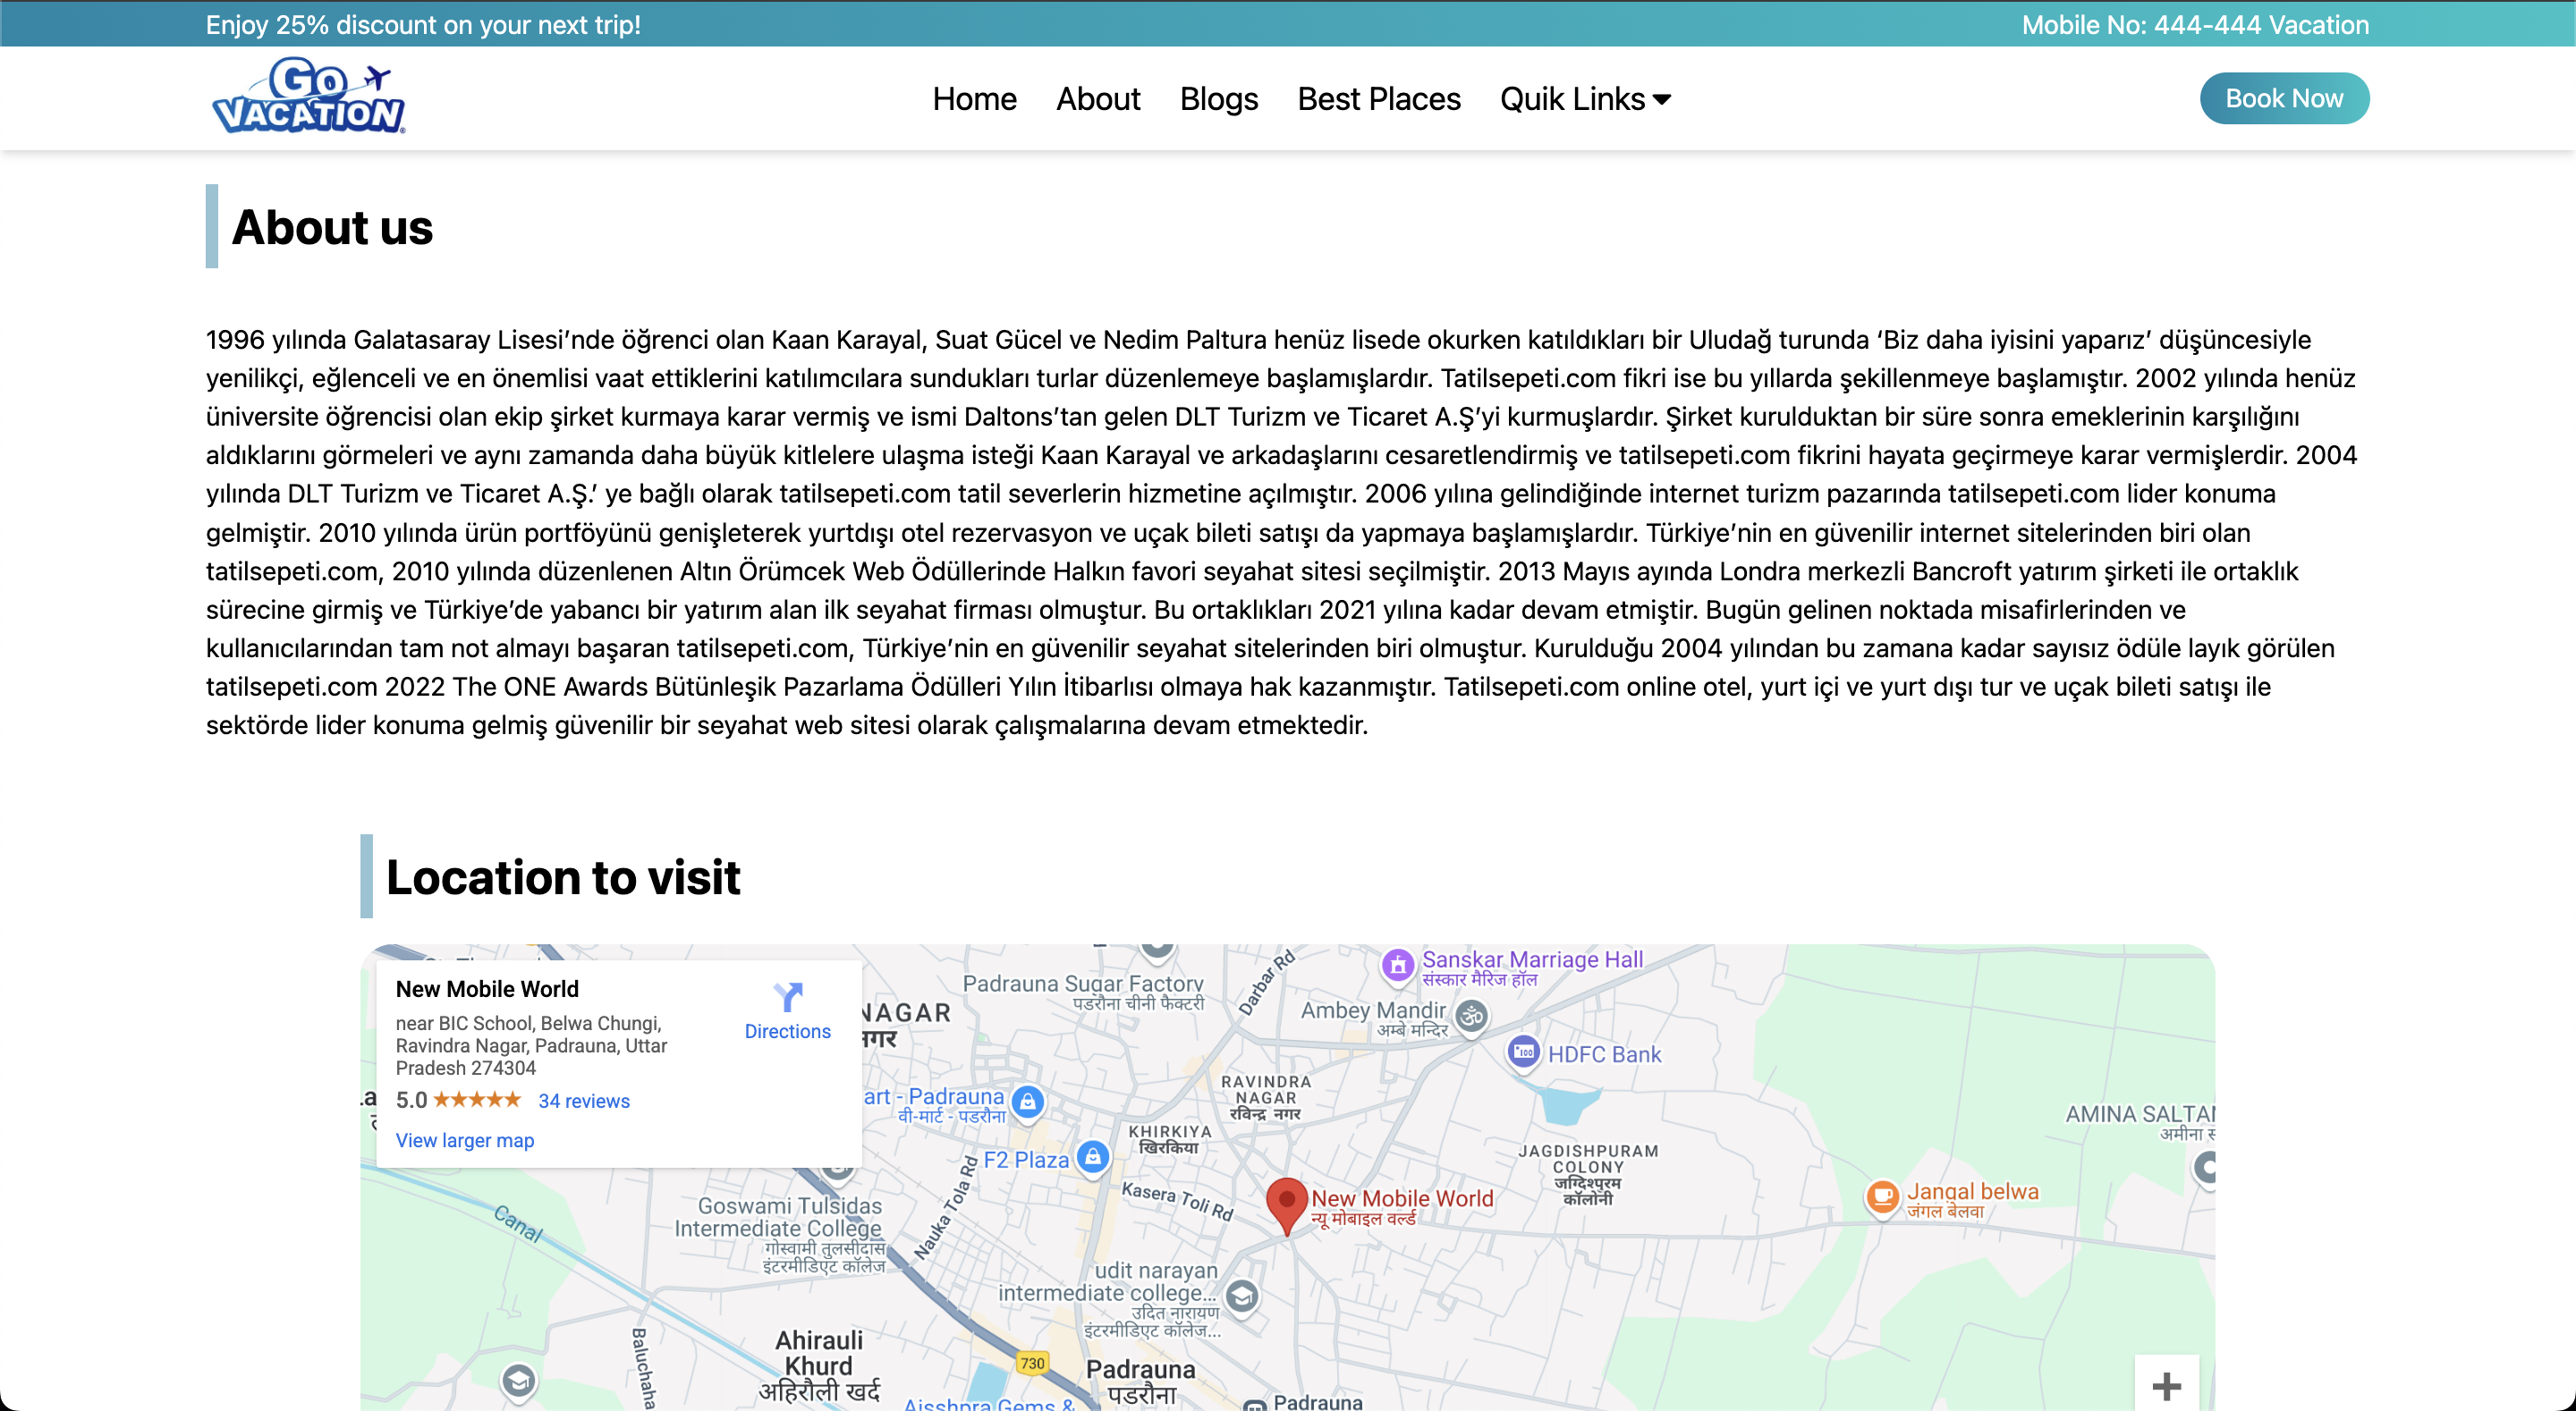 Enjoy 25% discount on your next trip!
Mobile No: 444-444 Vacation
Go
VACATION
Home
About
Blogs
Best Places
Quik Links
Book Now
About us
1996 yılında Galatasaray Lisesi’nde öğrenci olan Kaan Karayal, Suat Gücel ve Nedim Paltura henüz lisede okurken katıldıkları bir Uludağ turunda ‘Biz daha iyisini yaparız’ düşüncesiyle
yenilikçi, eğlenceli ve en önemlisi vaat ettiklerini katılımcılara sundukları turlar düzenlemeye başlamışlardır. Tatilsepeti.com fikri ise bu yıllarda şekillenmeye başlamıştır. 2002 yılında henüz
üniversite öğrencisi olan ekip şirket kurmaya karar vermiş ve ismi Daltons’tan gelen DLT Turizm ve Ticaret A.Ş’yi kurmuşlardır. Şirket kurulduktan bir süre sonra emeklerinin karşılığını
aldıklarını görmeleri ve aynı zamanda daha büyük kitlelere ulaşma isteği Kaan Karayal ve arkadaşlarını cesaretlendirmiş ve tatilsepeti.com fikrini hayata geçirmeye karar vermişlerdir. 2004
yılında DLT Turizm ve Ticaret A.Ş.’ ye bağlı olarak tatilsepeti.com tatil severlerin hizmetine açılmıştır. 2006 yılına gelindiğinde internet turizm pazarında tatilsepeti.com lider konuma
gelmiştir. 2010 yılında ürün portföyünü genişleterek yurtdışı otel rezervasyon ve uçak bileti satışı da yapmaya başlamışlardır. Türkiye’nin en güvenilir internet sitelerinden biri olan
tatilsepeti.com, 2010 yılında düzenlenen Altın Örümcek Web Ödüllerinde Halkın favori seyahat sitesi seçilmiştir. 2013 Mayıs ayında Londra merkezli Bancroft yatırım şirketi ile ortaklık
sürecine girmiş ve Türkiye’de yabancı bir yatırım alan ilk seyahat firması olmuştur. Bu ortaklıkları 2021 yılına kadar devam etmiştir. Bugün gelinen noktada misafirlerinden ve
kullanıcılarından tam not almayı başaran tatilsepeti.com, Türkiye’nin en güvenilir seyahat sitelerinden biri olmuştur. Kurulduğu 2004 yılından bu zamana kadar sayısız ödüle layık görülen
tatilsepeti.com 2022 The ONE Awards Bütünleşik Pazarlama Ödülleri Yılın İtibarlısı olmaya hak kazanmıştır. Tatilsepeti.com online otel, yurt içi ve yurt dışı tur ve uçak bileti satışı ile
sektörde lider konuma gelmiş güvenilir bir seyahat web sitesi olarak çalışmalarına devam etmektedir.
Location to visit
New Mobile World
near BIC School, Belwa Chungi,
Ravindra Nagar, Padrauna, Uttar
Pradesh 274304
5.0
34 reviews
View larger map
Directions
NAGAR
नगर
Padrauna Sugar Factory
पडरौना चीनी फैक्टरी
Darbar Rd
Sanskar Marriage Hall
संस्कार मैरिज हॉल
Ambey Mandir
अम्बे मन्दिर
HDFC Bank
RAVINDRA
NAGAR
रविन्द्र नगर
art - Padrauna
वी-मार्ट - पडरौना
KHIRKIYA
खिरकिया
F2 Plaza
AMINA SALTA
अमीना
JAGDISHPURAM
COLONY
जग्दिश्पुरम
कॉलोनी
Kasera Toli Rd
Nauka Tola Rd
New Mobile World
न्यू मोबाइल वर्ल्ड
Jangal belwa
जंगल बेलवा
Canal
Goswami Tulsidas
Intermediate College
गोस्वामी तुलसीदास
इंटरमीडिएट कॉलेज
udit narayan
intermediate college...
उदित नारायण
इंटरमीडिएट कॉलेज...
Baluchaha
Ahirauli
Khurd
अहिरौली खर्द
730
Padrauna
पडरौना
Aisshpra Gems &
Padrauna